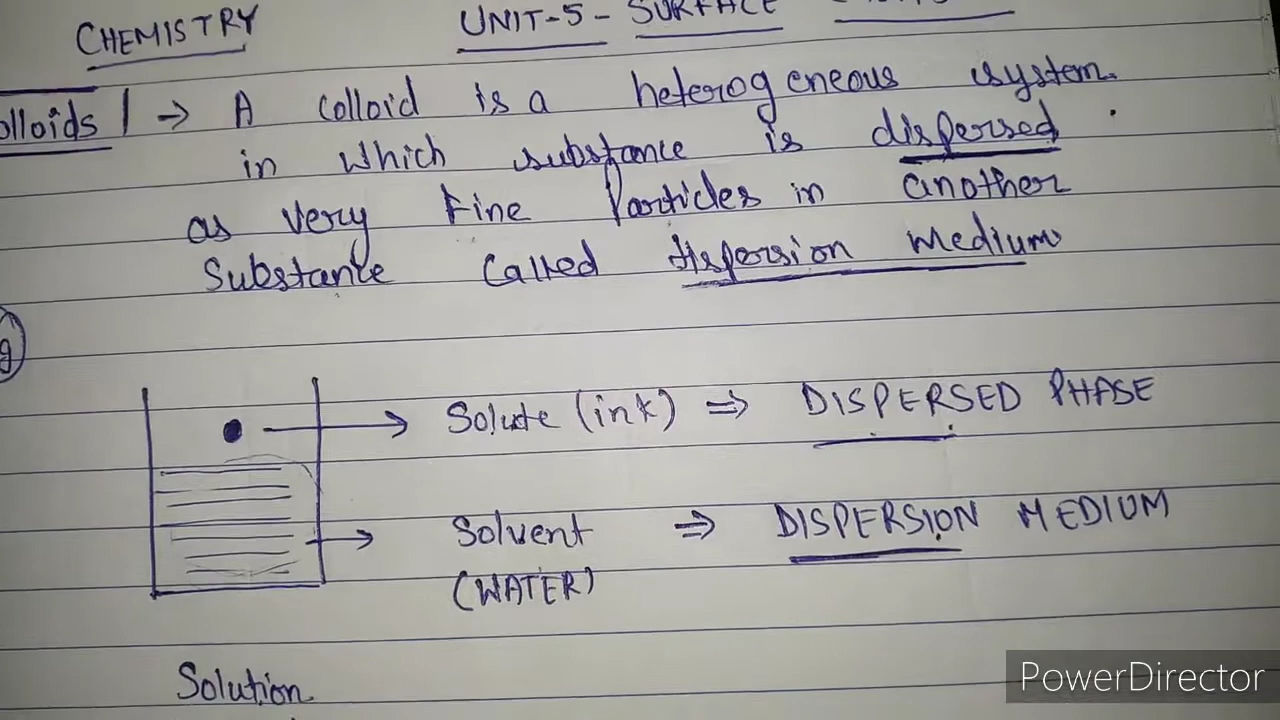 CHEMISTRY UNIT-5 - SURFACE
olloids | → A colloid is a heterogeneous system.
in which substance is dispersed
as very Fine Particles in another
Substance Called dispersion Medium
g
Solute (ink) ⇒ DISPERSED PHASE
Solvent ⇒ DISPERSION MEDIUM
(WATER)
Solution
PowerDirector